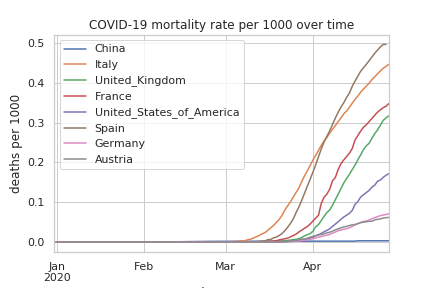 COVID-19 mortality rate per 1000 over time
deaths per 1000
0.5
0.4
0.3
0.2
0.1
0.0
China
Italy
United_Kingdom
France
United_States_of_America
Spain
Germany
Austria
Jan
2020
Feb
Mar
Apr